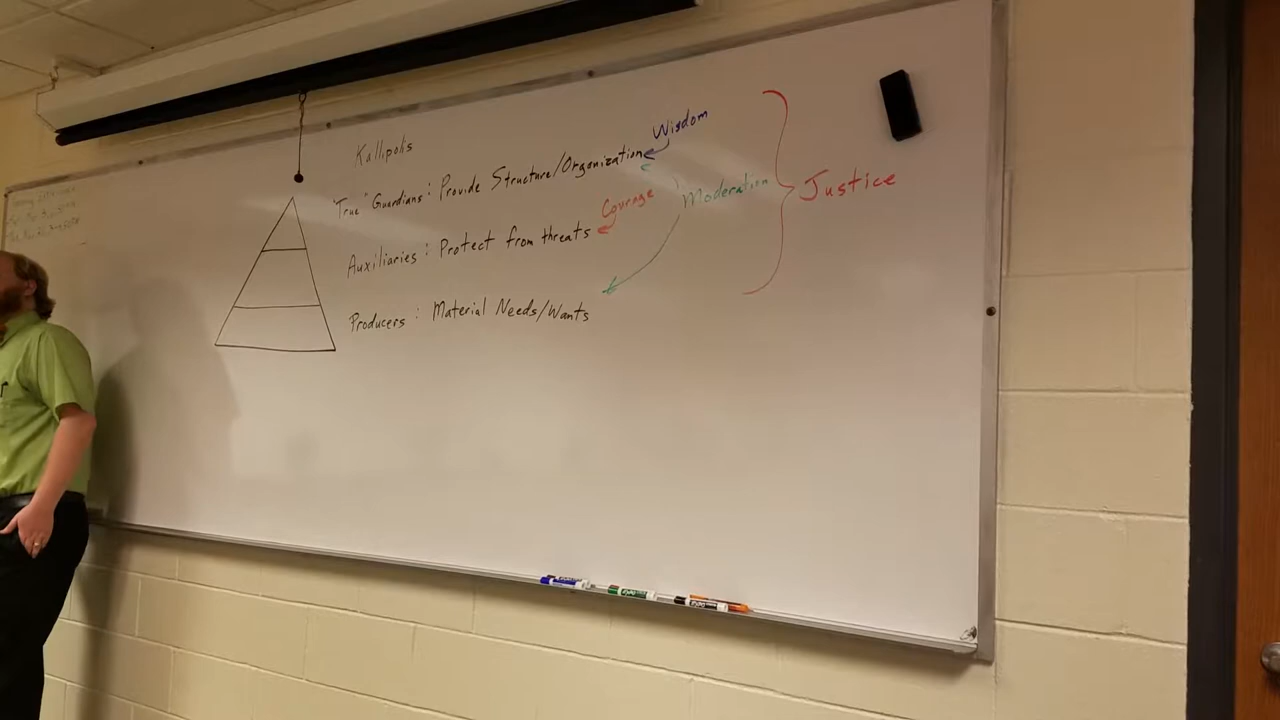 Kallipolis
Wisdom
"True" Guardians: Provide Structure/Organization
Courage
Moderation
Justice
Auxiliaries: Protect from threats
Producers: Material Needs/Wants